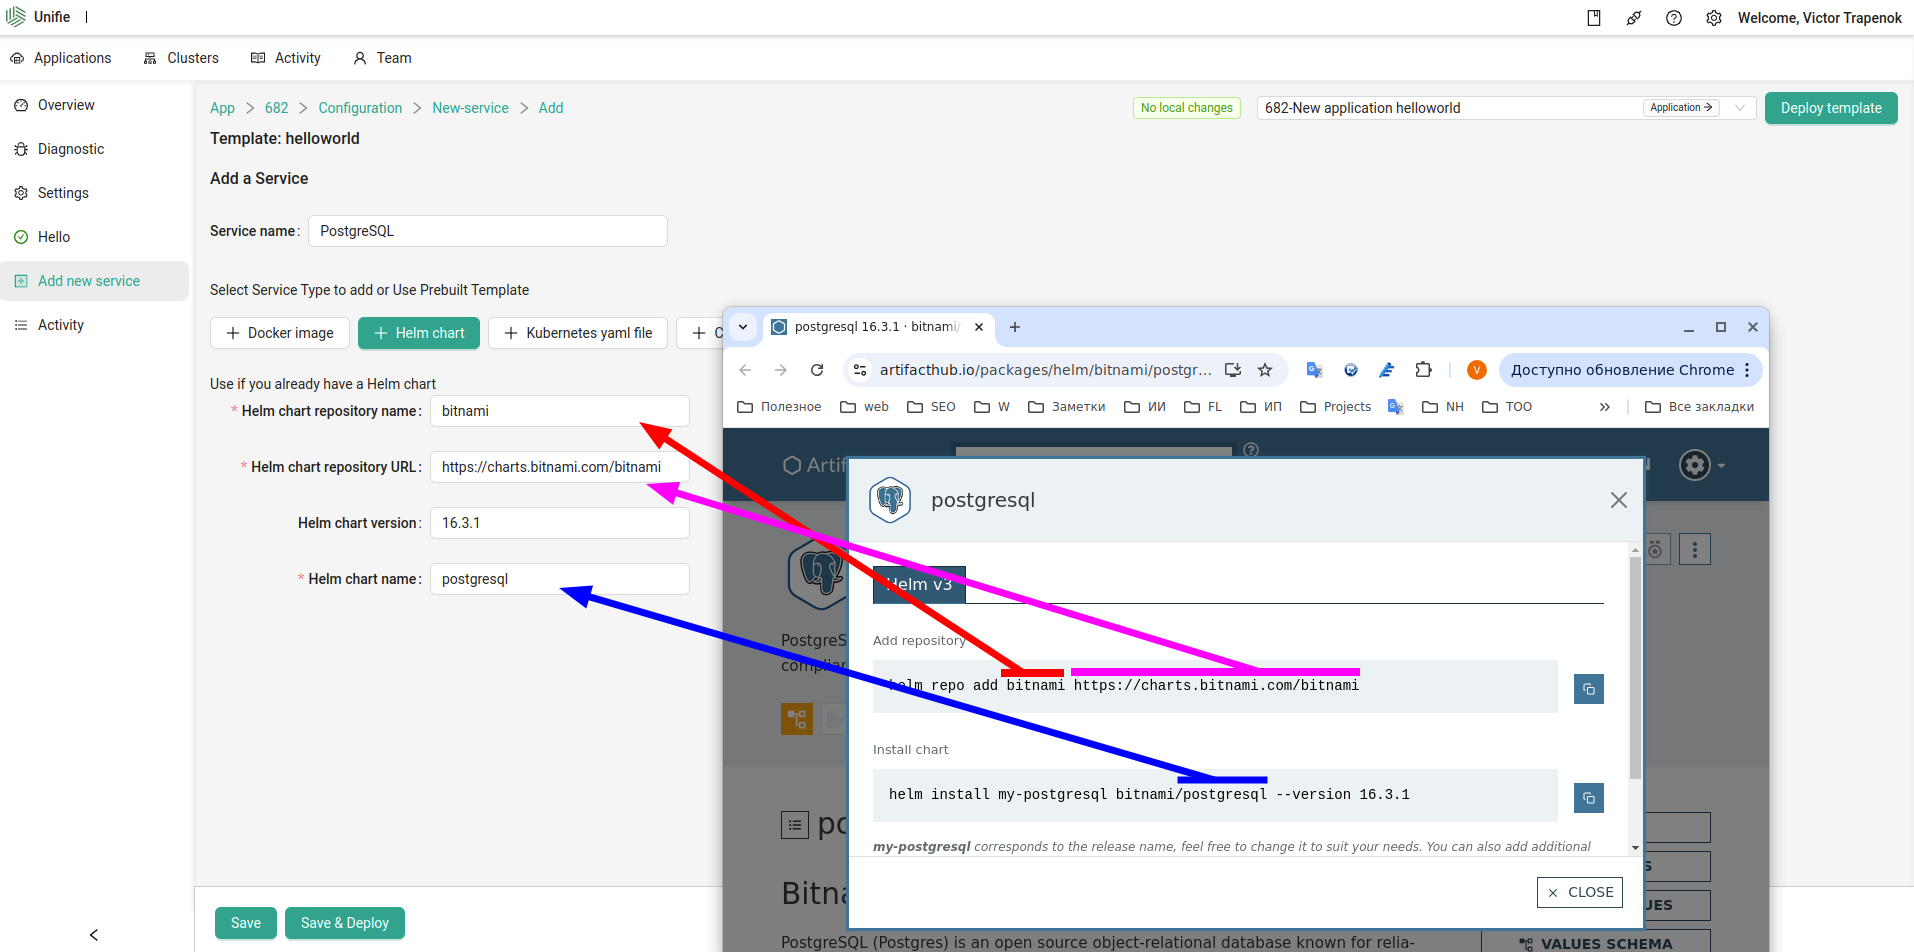 Unifie
Welcome, Victor Trapenok
Applications
Clusters
Activity
Team
Overview
Diagnostic
Settings
Hello
Add new service
Activity
App > 682 > Configuration > New-service > Add
No local changes
682-New application helloworld
Application →
Deploy template
Template: helloworld
Add a Service
Service name:
PostgreSQL
Select Service Type to add or Use Prebuilt Template
+ Docker image
+ Helm chart
+ Kubernetes yaml file
+ C
Use if you already have a Helm chart
* Helm chart repository name:
bitnami
* Helm chart repository URL:
https://charts.bitnami.com/bitnami
Helm chart version:
16.3.1
* Helm chart name:
postgresql
Save
Save & Deploy
postgresql 16.3.1 · bitnami/
artifacthub.io/packages/helm/bitnami/postgr...
V
Доступно обновление Chrome
Полезное
web
SEO
W
Заметки
ИИ
FL
ИП
Projects
NH
ТОО
»
Все закладки
Artif
postgresql
Helm v3
Add repository
helm repo add bitnami https://charts.bitnami.com/bitnami
Install chart
helm install my-postgresql bitnami/postgresql --version 16.3.1
my-postgresql corresponds to the release name, feel free to change it to suit your needs. You can also add additional
× CLOSE
PostgreS
complian
po
Bitna
PostgreSQL (Postgres) is an open source object-relational database known for relia-
S
UES
VALUES SCHEMA